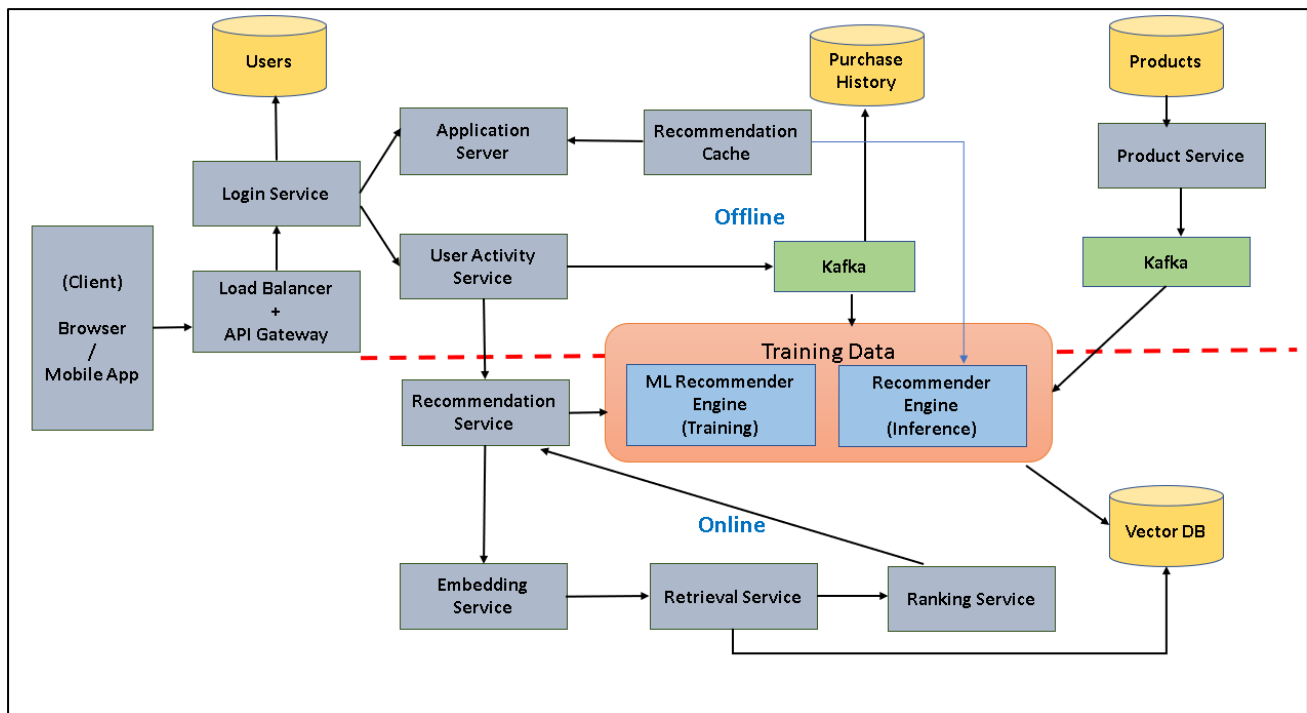 Users
Purchase
History
Products
Application
Server
Recommendation
Cache
Product Service
Login Service
Offline
User Activity
Service
Kafka
Kafka
(Client)
Browser
/
Mobile App
Load Balancer
+
API Gateway
Training Data
ML Recommender
Engine
(Training)
Recommender
Engine
(Inference)
Recommendation
Service
Online
Vector DB
Embedding
Service
Retrieval Service
Ranking Service